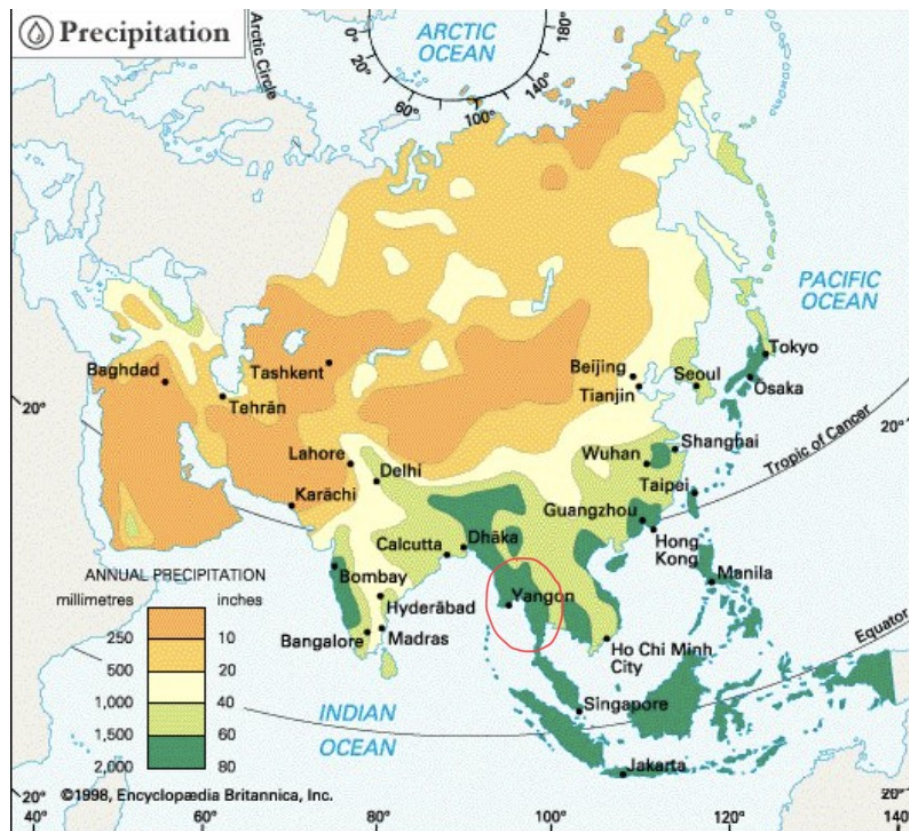 Precipitation
Arctic Circle
ARCTIC
OCEAN
0°
20°
60°
100°
140°
180°
PACIFIC
OCEAN
Tokyo
Baghdad
Tashkent
Beijing
Seoul
Ōsaka
Tehrān
Tianjin
20°
20°
Tropic of Cancer
Lahore
Delhi
Wuhan
Shanghai
Karāchi
Taipei
Guangzhou
Calcutta
Dhāka
Hong
Kong
ANNUAL PRECIPITATION
millimetres
inches
Bombay
Yangon
Manila
Hyderābād
250
10
Bangalore
Madras
Equator
500
20
Ho Chi Minh
City
1,000
40
INDIAN
OCEAN
Singapore
1,500
60
2,000
80
Jakarta
©1998, Encyclopædia Britannica, Inc.
20°
20°
40°
60°
80°
100°
120°
140